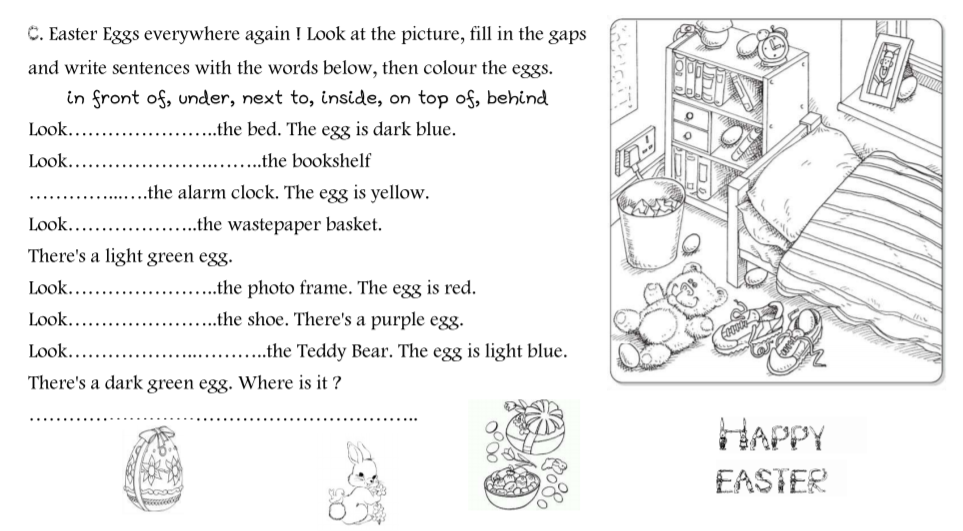 C. Easter Eggs everywhere again ! Look at the picture, fill in the gaps
and write sentences with the words below, then colour the eggs.
in front of, under, next to, inside, on top of, behind
Look…………………..the bed. The egg is dark blue.
Look………………….……..the bookshelf
…………...….the alarm clock. The egg is yellow.
Look………………..the wastepaper basket.
There's a light green egg.
Look…………………..the photo frame. The egg is red.
Look…………………..the shoe. There's a purple egg.
Look………………..………..the Teddy Bear. The egg is light blue.
There's a dark green egg. Where is it ?
…………………………………………………..
HAPPY
EASTER